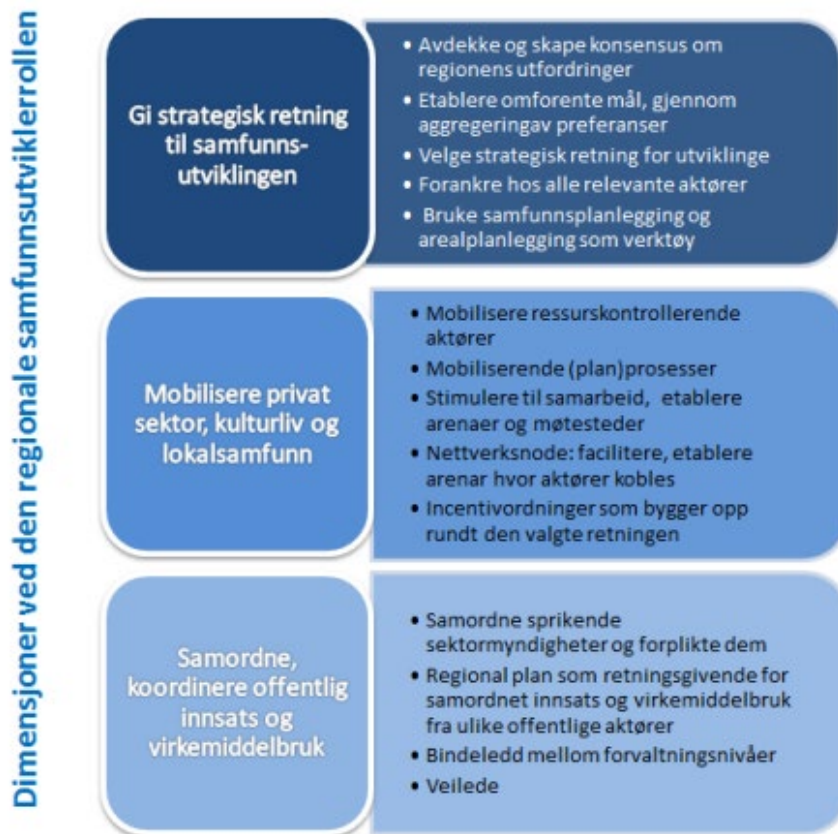 Dimensjoner ved den regionale samfunnsutviklerrollen
Gi strategisk retning
til samfunns-
utviklingen
• Avdekke og skape konsensus om
regionens utfordringer
• Etablere omforente mål, gjennom
aggregeringav preferanser
• Velge strategisk retning for utviklinge
• Forankre hos alle relevante aktører
• Bruke samfunnsplanlegging og
arealplanlegging som verktøy
Mobilisere privat
sektor, kulturliv og
lokalsamfunn
• Mobilisere ressurskontrollerende
aktører
• Mobiliserende (plan)prosesser
• Stimulere til samarbeid, etablere
arenaer og møtesteder
• Nettverksnode: facilitere, etablere
arenar hvor aktører kobles
• Incentivordninger som bygger opp
rundt den valgte retningen
Samordne,
koordinere offentlig
innsats og
virkemiddelbruk
• Samordne sprikende
sektormyndigheter og forplikte dem
• Regional plan som retningsgivende for
samordnet innsats og virkemiddelbruk
fra ulike offentlige aktører
• Bindeledd mellom forvaltningsnivåer
• Veilede